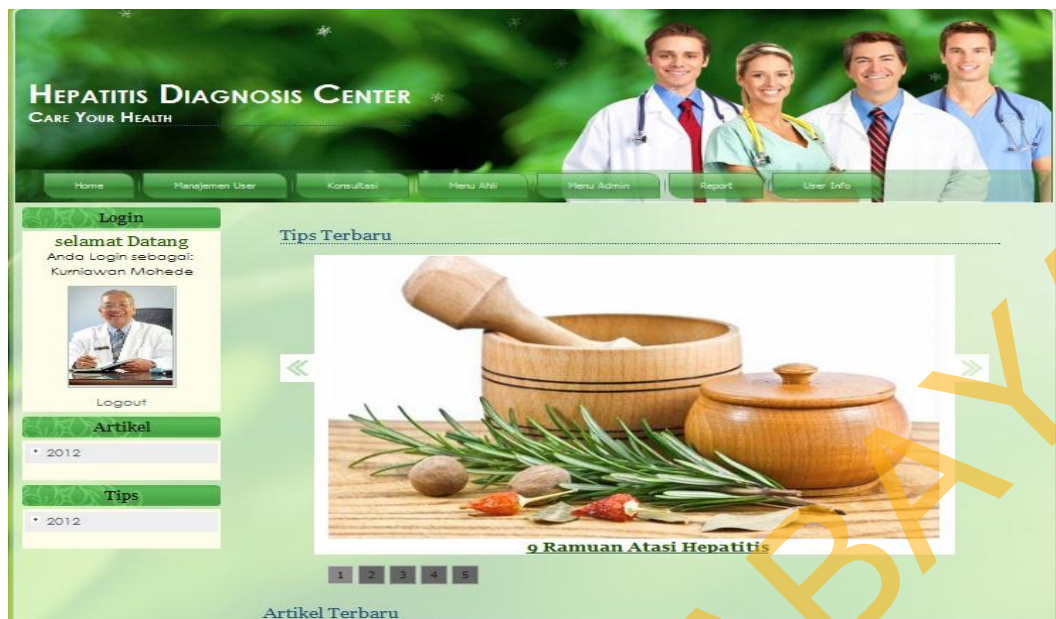 HEPATITIS DIAGNOSIS CENTER
CARE YOUR HEALTH
Home Manajemen User Konsultasi Menu Ahli Menu Admin Report User Info
Login
selamat Datang
Anda Login sebagai:
Kurniawan Mohede
Logout
Artikel
2012
Tips
2012
Tips Terbaru
9 Ramuan Atasi Hepatitis
1 2 3 4 5
Artikel Terbaru
ABAY